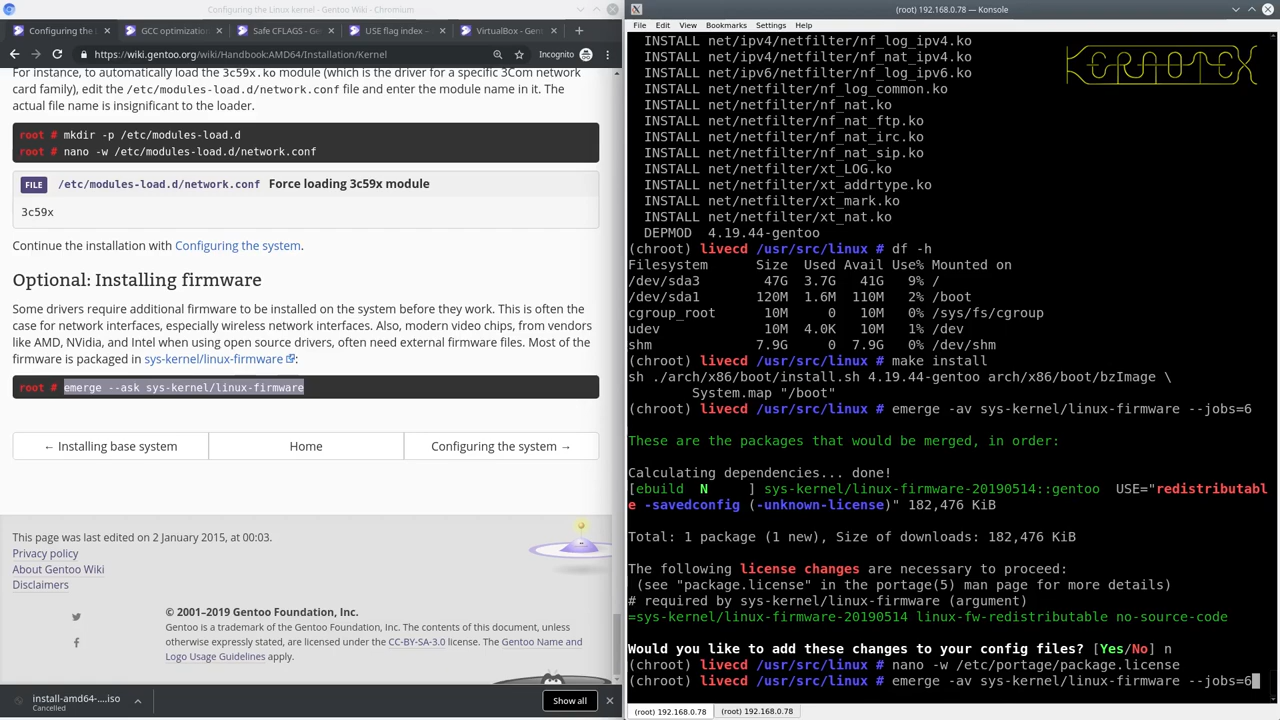 Configuring the Linux kernel - Gentoo Wiki - Chromium
Configuring the L
GCC optimization
Safe CFLAGS - Ge
USE flag index –
VirtualBox - Gent
https://wiki.gentoo.org/wiki/Handbook:AMD64/Installation/Kernel
Incognito
For instance, to automatically load the 3c59x.ko module (which is the driver for a specific 3Com network
card family), edit the /etc/modules-load.d/network.conf file and enter the module name in it. The
actual file name is insignificant to the loader.
root # mkdir -p /etc/modules-load.d
root # nano -w /etc/modules-load.d/network.conf
FILE /etc/modules-load.d/network.conf Force loading 3c59x module
3c59x
Continue the installation with Configuring the system.
Optional: Installing firmware
Some drivers require additional firmware to be installed on the system before they work. This is often the
case for network interfaces, especially wireless network interfaces. Also, modern video chips, from vendors
like AMD, NVidia, and Intel when using open source drivers, often need external firmware files. Most of the
firmware is packaged in sys-kernel/linux-firmware:
root # emerge --ask sys-kernel/linux-firmware
← Installing base system
Home
Configuring the system →
This page was last edited on 2 January 2015, at 00:03.
Privacy policy
About Gentoo Wiki
Disclaimers
© 2001–2019 Gentoo Foundation, Inc.
Gentoo is a trademark of the Gentoo Foundation, Inc. The contents of this document, unless
otherwise expressly stated, are licensed under the CC-BY-SA-3.0 license. The Gentoo Name and
Logo Usage Guidelines apply.
install-amd64-....iso
Cancelled
Show all
(root) 192.168.0.78 — Konsole
File Edit View Bookmarks Settings Help
INSTALL net/ipv4/netfilter/nf_log_ipv4.ko
INSTALL net/ipv4/netfilter/nf_nat_ipv4.ko
INSTALL net/ipv6/netfilter/nf_log_ipv6.ko
INSTALL net/netfilter/nf_log_common.ko
INSTALL net/netfilter/nf_nat.ko
INSTALL net/netfilter/nf_nat_ftp.ko
INSTALL net/netfilter/nf_nat_irc.ko
INSTALL net/netfilter/nf_nat_sip.ko
INSTALL net/netfilter/xt_LOG.ko
INSTALL net/netfilter/xt_addrtype.ko
INSTALL net/netfilter/xt_mark.ko
INSTALL net/netfilter/xt_nat.ko
DEPMOD 4.19.44-gentoo
(chroot) livecd /usr/src/linux # df -h
Filesystem Size Used Avail Use% Mounted on
/dev/sda3 47G 3.7G 41G 9% /
/dev/sda1 120M 1.6M 110M 2% /boot
cgroup_root 10M 0 10M 0% /sys/fs/cgroup
udev 10M 4.0K 10M 1% /dev
shm 7.9G 0 7.9G 0% /dev/shm
(chroot) livecd /usr/src/linux # make install
sh ./arch/x86/boot/install.sh 4.19.44-gentoo arch/x86/boot/bzImage \
System.map "/boot"
(chroot) livecd /usr/src/linux # emerge -av sys-kernel/linux-firmware --jobs=6
These are the packages that would be merged, in order:
Calculating dependencies... done!
[ebuild N ] sys-kernel/linux-firmware-20190514::gentoo USE="redistributabl
e -savedconfig (-unknown-license)" 182,476 KiB
Total: 1 package (1 new), Size of downloads: 182,476 KiB
The following license changes are necessary to proceed:
(see "package.license" in the portage(5) man page for more details)
# required by sys-kernel/linux-firmware (argument)
=sys-kernel/linux-firmware-20190514 linux-fw-redistributable no-source-code
Would you like to add these changes to your config files? [Yes/No] n
(chroot) livecd /usr/src/linux # nano -w /etc/portage/package.license
(chroot) livecd /usr/src/linux # emerge -av sys-kernel/linux-firmware --jobs=6
(root) 192.168.0.78
(root) 192.168.0.78